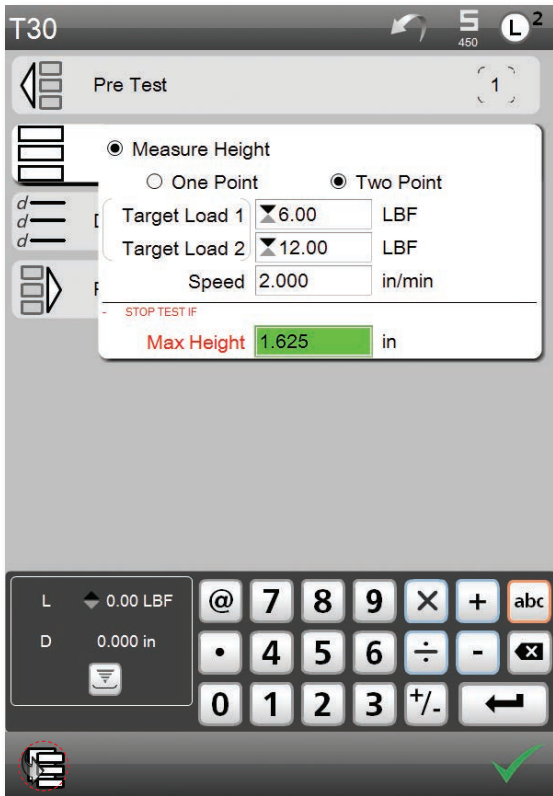 T30
450
L 2
Pre Test
1
Measure Height
One Point Two Point
Target Load 1 6.00 LBF
Target Load 2 12.00 LBF
Speed 2.000 in/min
- STOP TEST IF
Max Height 1.625 in
d
d
d
L 0.00 LBF
D 0.000 in
@ 7 8 9 × + abc
• 4 5 6 ÷ -
0 1 2 3 +/-